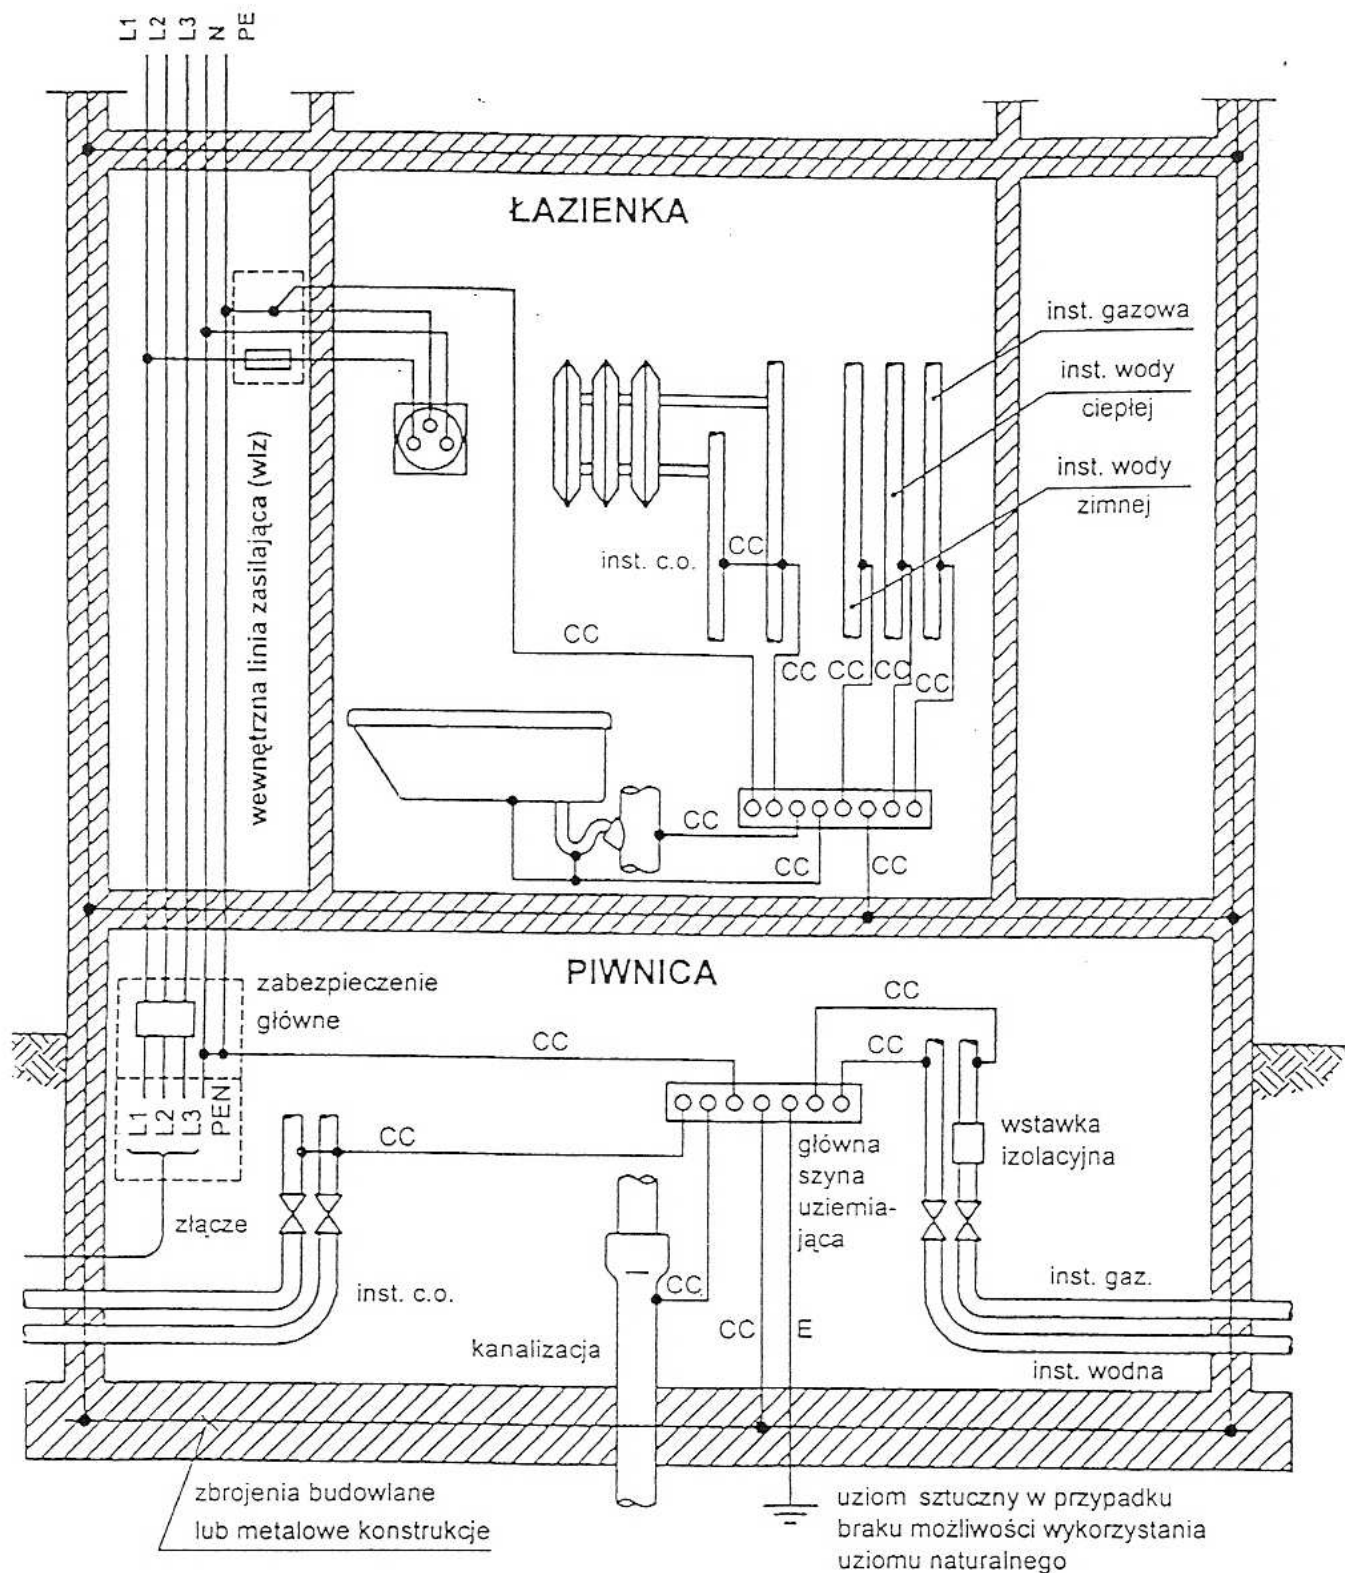 L1
L2
L3
N
PE
ŁAZIENKA
inst. gazowa
inst. wody
ciepłej
inst. wody
zimnej
wewnętrzna linia zasilająca (wlz)
inst. c.o.
CC
CC
CC
CC
CC
CC
CC
CC
CC
PIWNICA
zabezpieczenie
główne
CC
CC
CC
L1
L2
L3
PEN
złącze
CC
główna
szyna
uziemia-
jąca
wstawka
izolacyjna
inst. c.o.
CC
CC
E
kanalizacja
inst. gaz.
inst. wodna
zbrojenia budowlane
lub metalowe konstrukcje
uziom sztuczny w przypadku
braku możliwości wykorzystania
uziomu naturalnego